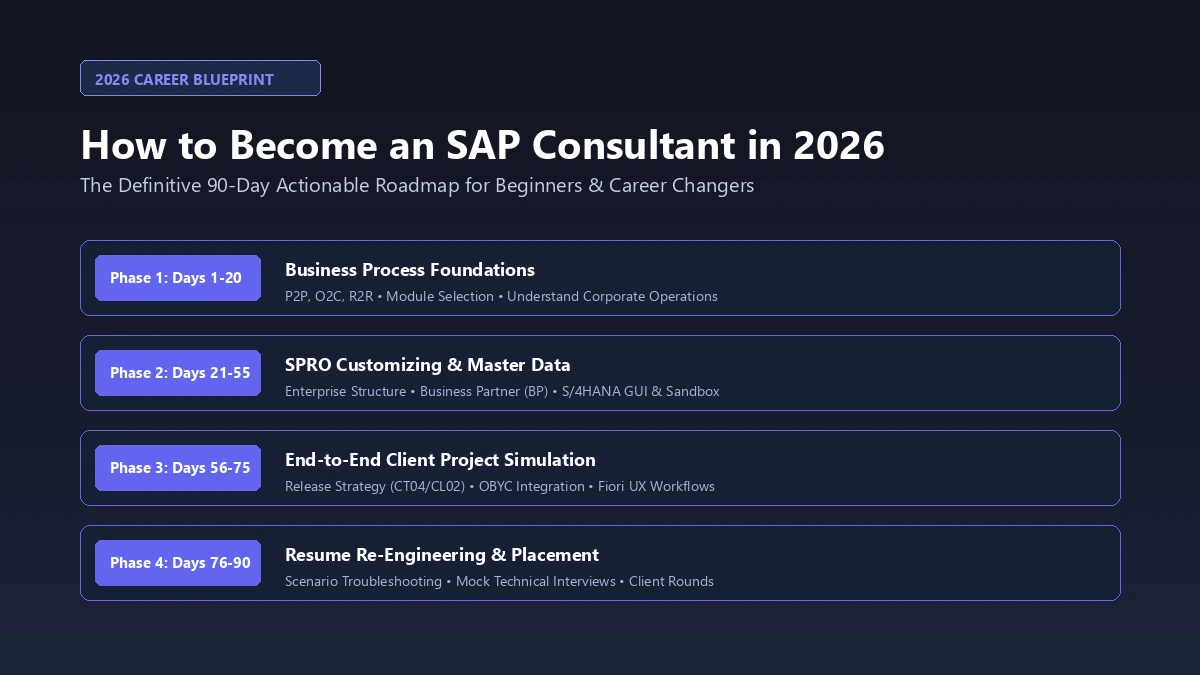 2026 CAREER BLUEPRINT
How to Become an SAP Consultant in 2026
The Definitive 90-Day Actionable Roadmap for Beginners & Career Changers
Phase 1: Days 1-20
Business Process Foundations
P2P, O2C, R2R • Module Selection • Understand Corporate Operations
Phase 2: Days 21-55
SPRO Customizing & Master Data
Enterprise Structure • Business Partner (BP) • S/4HANA GUI & Sandbox
Phase 3: Days 56-75
End-to-End Client Project Simulation
Release Strategy (CT04/CL02) • OBYC Integration • Fiori UX Workflows
Phase 4: Days 76-90
Resume Re-Engineering & Placement
Scenario Troubleshooting • Mock Technical Interviews • Client Rounds